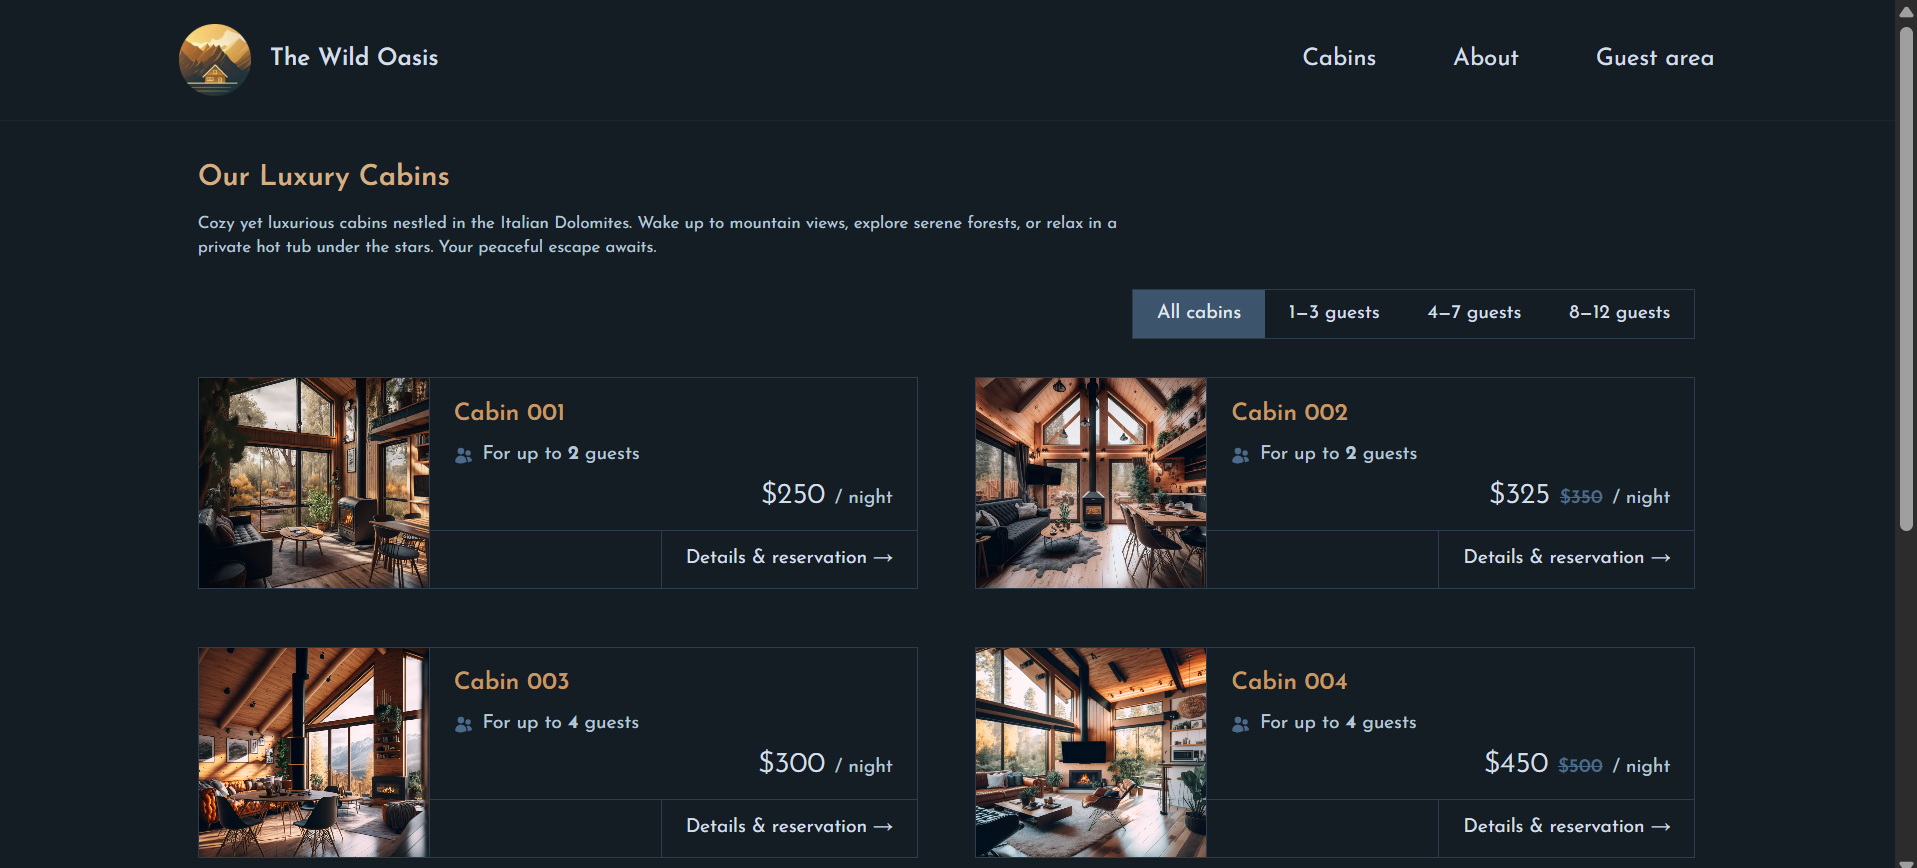 The Wild Oasis
Cabins
About
Guest area
Our Luxury Cabins
Cozy yet luxurious cabins nestled in the Italian Dolomites. Wake up to mountain views, explore serene forests, or relax in a
private hot tub under the stars. Your peaceful escape awaits.
All cabins
1–3 guests
4–7 guests
8–12 guests
Cabin 001
For up to 2 guests
$250 / night
Details & reservation →
Cabin 002
For up to 2 guests
$325 $350 / night
Details & reservation →
Cabin 003
For up to 4 guests
$300 / night
Details & reservation →
Cabin 004
For up to 4 guests
$450 $500 / night
Details & reservation →